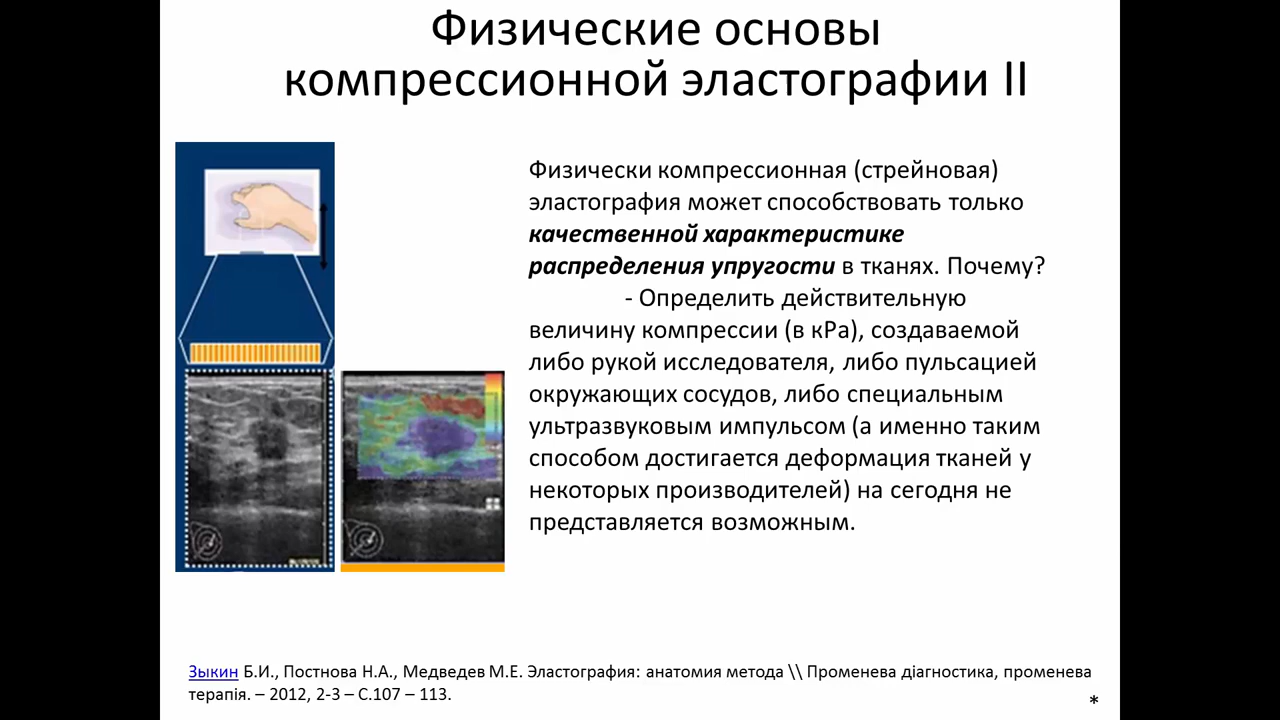 Физические основы
компрессионной эластографии II
Физически компрессионная (стрейновая)
эластография может способствовать только
качественной характеристике
распределения упругости в тканях. Почему?
- Определить действительную
величину компрессии (в кРа), создаваемой
либо рукой исследователя, либо пульсацией
окружающих сосудов, либо специальным
ультразвуковым импульсом (а именно таким
способом достигается деформация тканей у
некоторых производителей) на сегодня не
представляется возможным.
Зыкин Б.И., Постнова Н.А., Медведев М.Е. Эластография: анатомия метода \\ Променева діагностика, променева
терапія. – 2012, 2-3 – С.107 – 113.
*